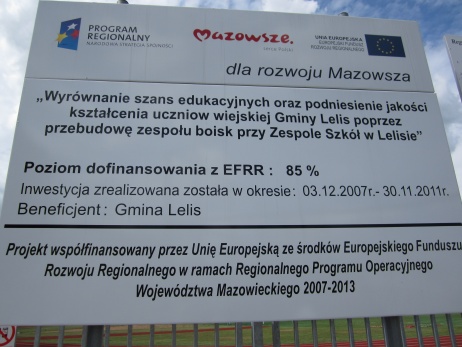 PROGRAM
REGIONALNY
NARODOWA STRATEGIA SPÓJNOŚCI
mazowsze.
serce Polski
UNIA EUROPEJSKA
EUROPEJSKI FUNDUSZ
ROZWOJU REGIONALNEGO
dla rozwoju Mazowsza
„Wyrównanie szans edukacyjnych oraz podniesienie jakości
kształcenia uczniow wiejskiej Gminy Lelis poprzez
przebudowę zespołu boisk przy Zespole Szkół w Lelisie”
Poziom dofinansowania z EFRR : 85 %
Inwestycja zrealizowana została w okresie: 03.12.2007r.- 30.11.2011r.
Beneficjent : Gmina Lelis
Projekt współfinansowany przez Unię Europejską ze środków Europejskiego Funduszu
Rozwoju Regionalnego w ramach Regionalnego Programu Operacyjnego
Województwa Mazowieckiego 2007-2013